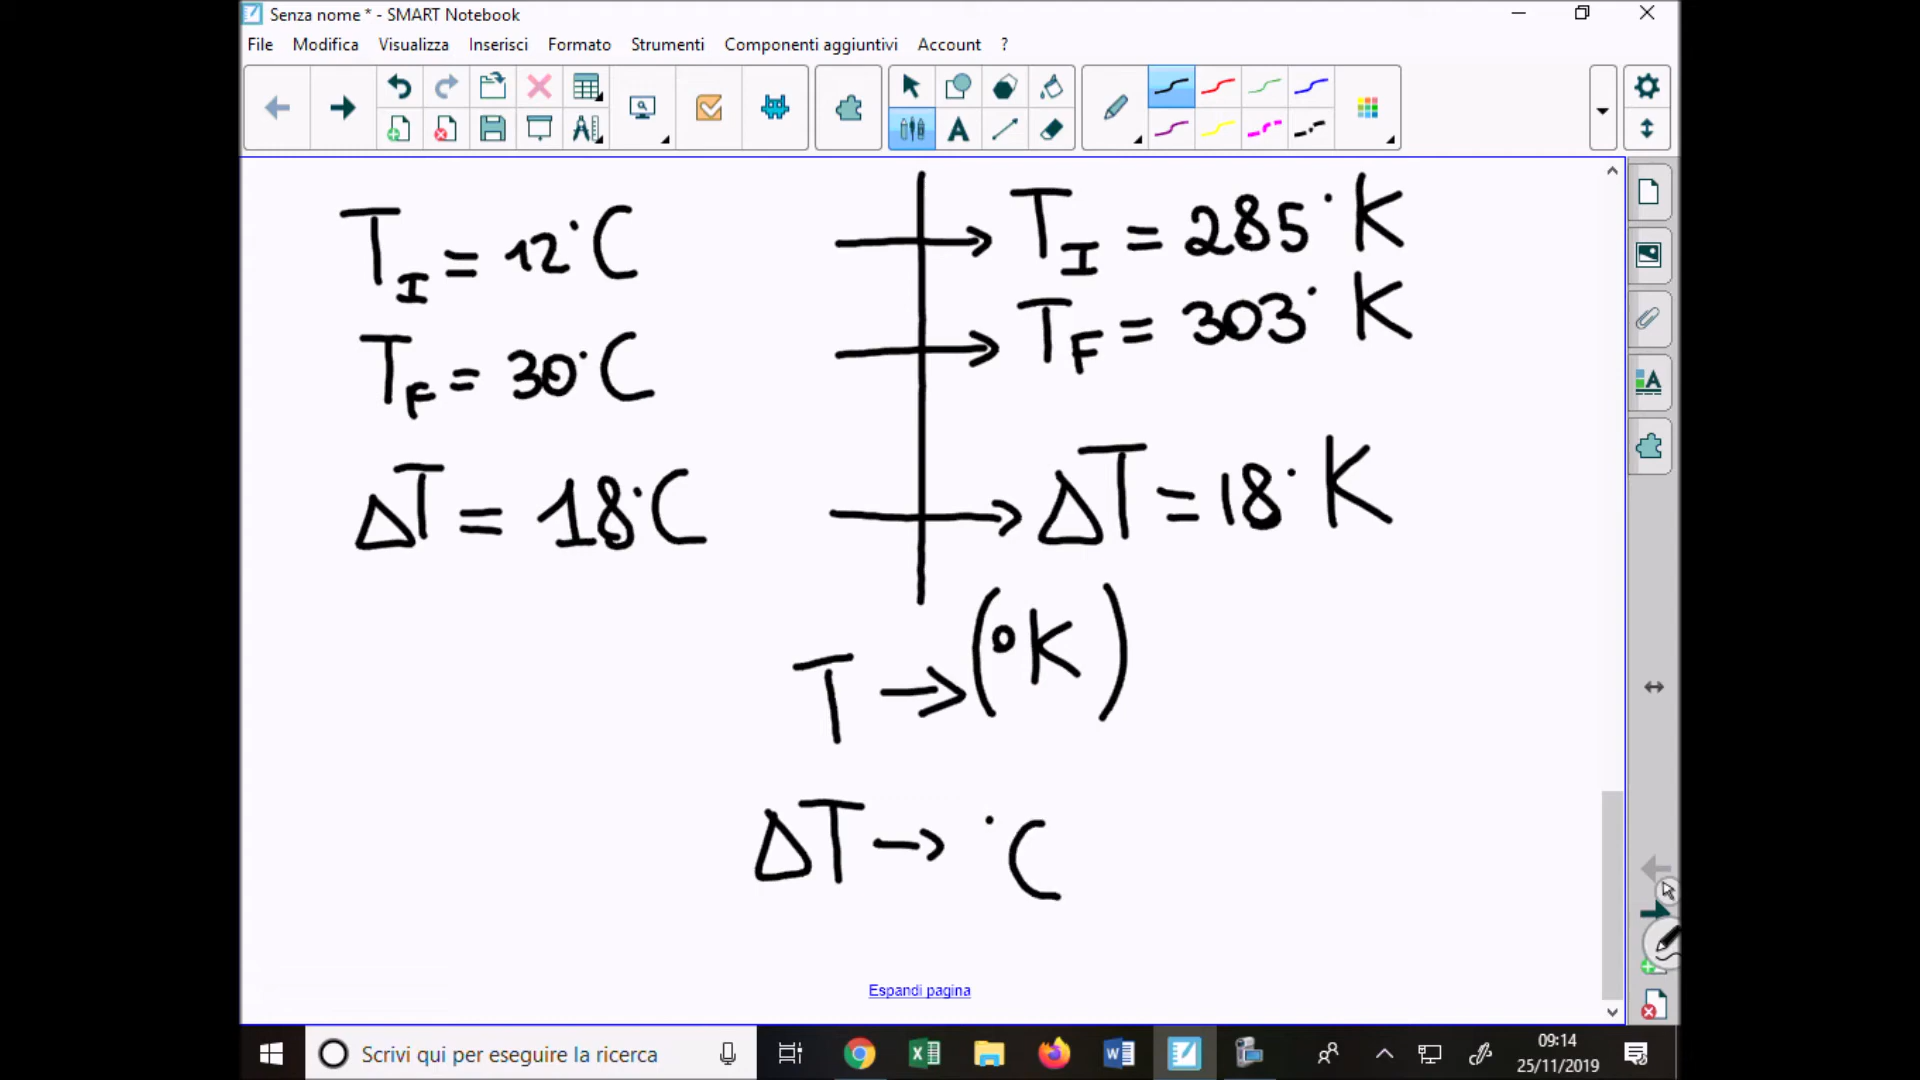 Senza nome * - SMART Notebook
File Modifica Visualizza Inserisci Formato Strumenti Componenti aggiuntivi Account ?
T_I = 12°C → T_I = 285°K
T_F = 30°C → T_F = 303°K
ΔT = 18°C → ΔT = 18°K
T → (°K)
ΔT → °C
Espandi pagina
Scrivi qui per eseguire la ricerca
09:14
25/11/2019